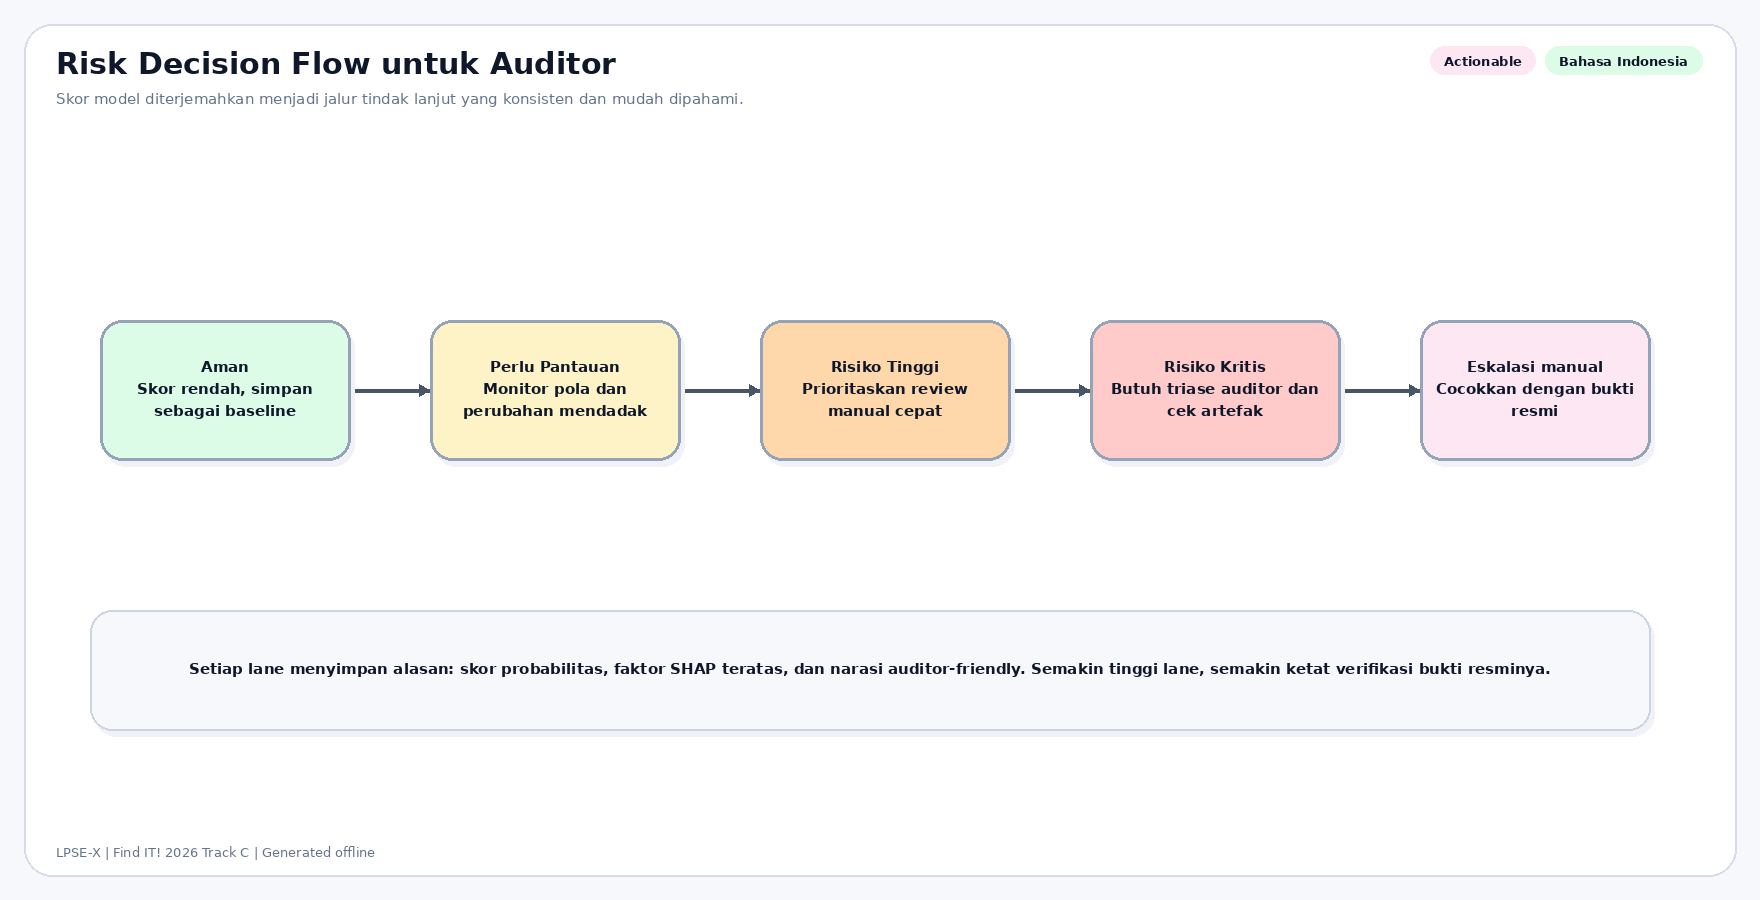 Risk Decision Flow untuk Auditor
Actionable
Bahasa Indonesia
Skor model diterjemahkan menjadi jalur tindak lanjut yang konsisten dan mudah dipahami.
Aman
Skor rendah, simpan
sebagai baseline
Perlu Pantauan
Monitor pola dan
perubahan mendadak
Risiko Tinggi
Prioritaskan review
manual cepat
Risiko Kritis
Butuh triase auditor dan
cek artefak
Eskalasi manual
Cocokkan dengan bukti
resmi
Setiap lane menyimpan alasan: skor probabilitas, faktor SHAP teratas, dan narasi auditor-friendly. Semakin tinggi lane, semakin ketat verifikasi bukti resminya.
LPSE-X | Find IT! 2026 Track C | Generated offline